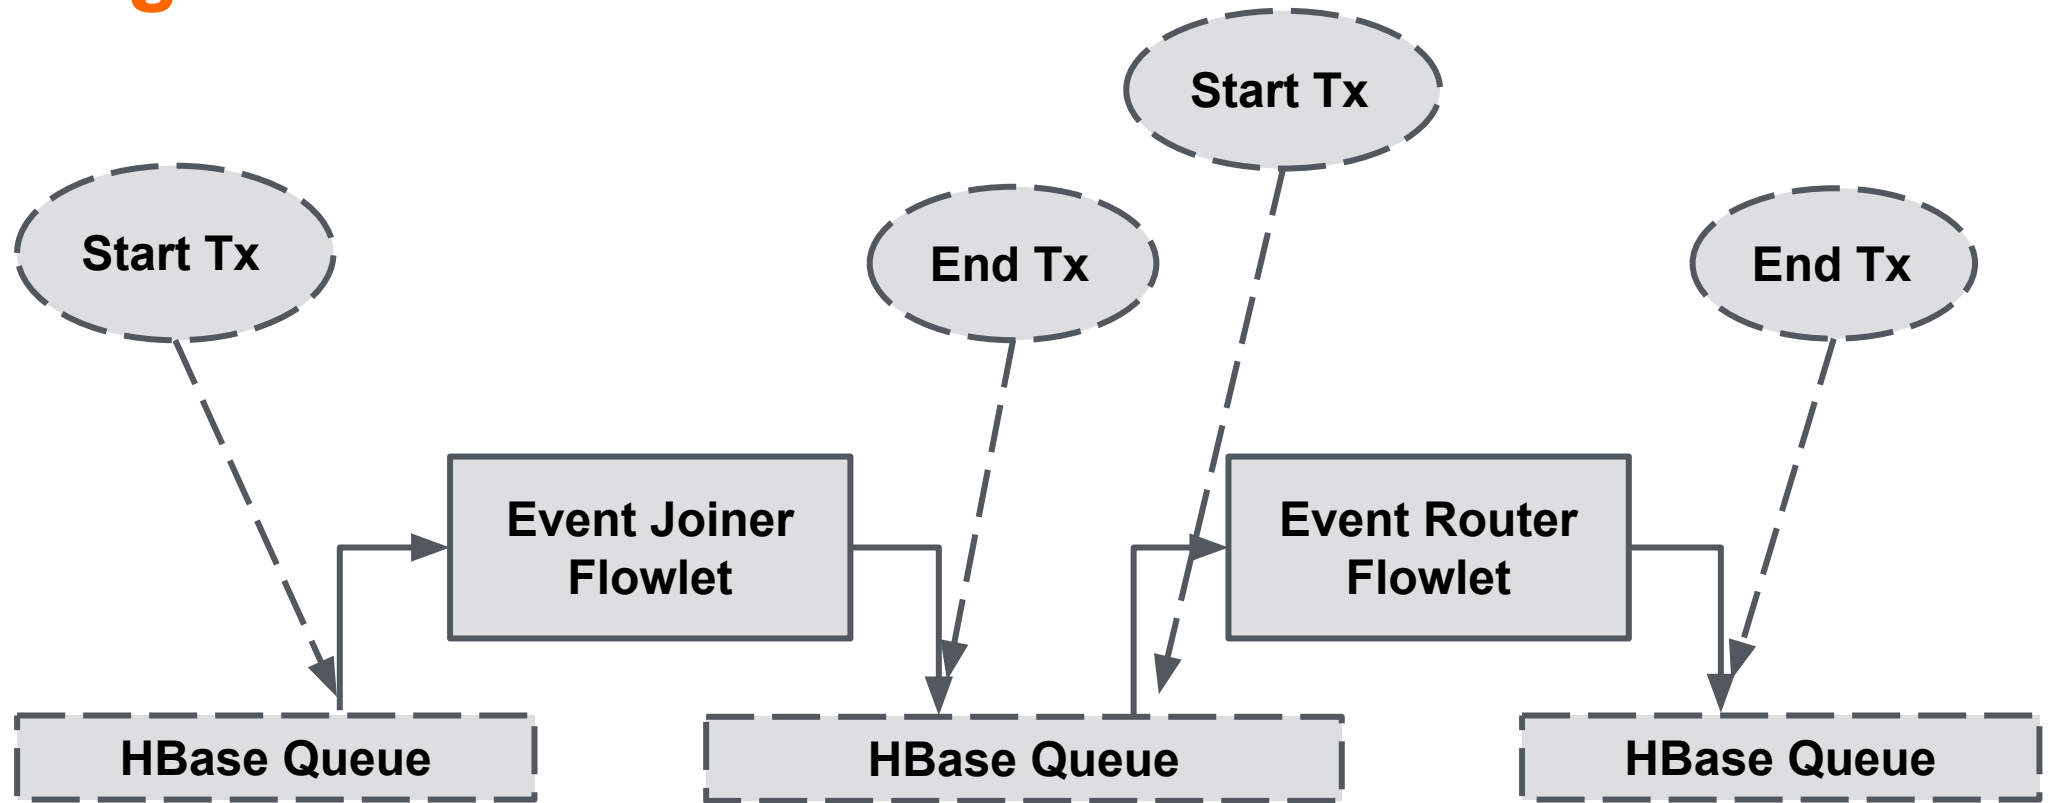 Start Tx
Start Tx
End Tx
End Tx
Event Joiner
Flowlet
Event Router
Flowlet
HBase Queue
HBase Queue
HBase Queue